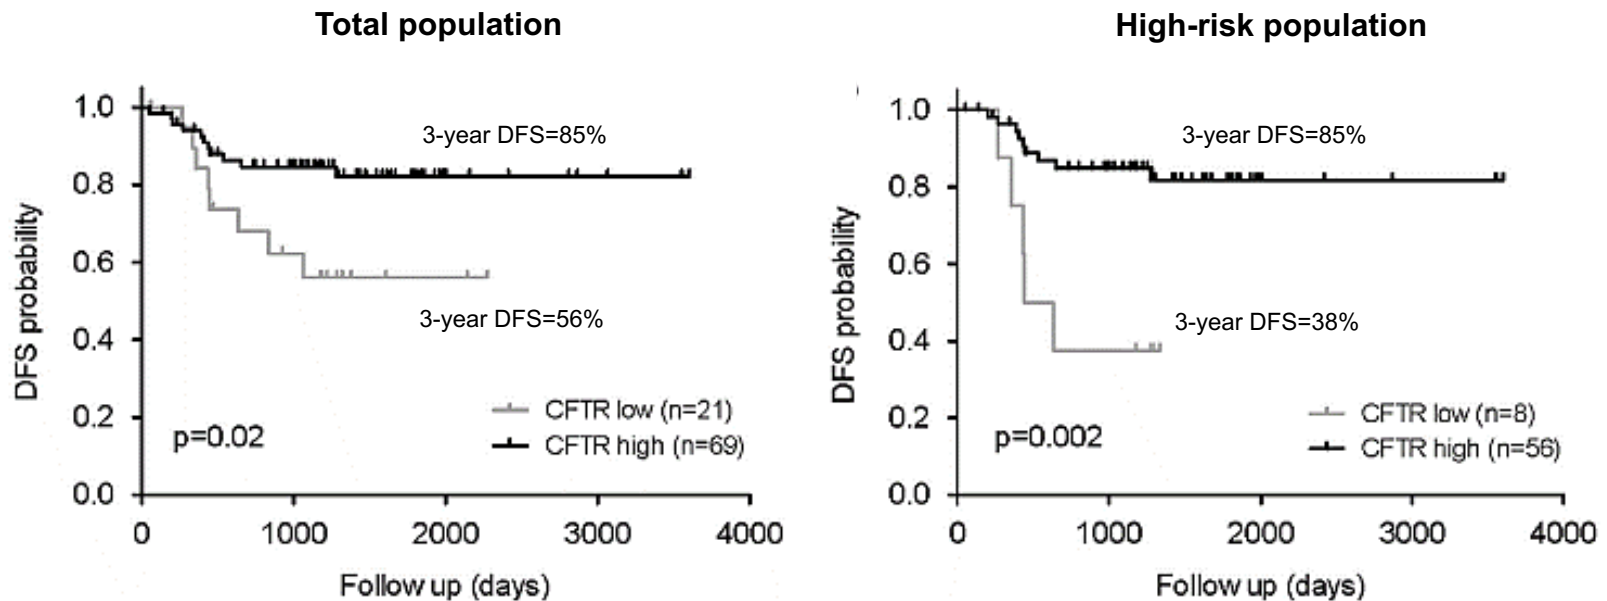 Total population
1.0
0.8
0.6
0.4
0.2
0.0
DFS probability
3-year DFS=85%
3-year DFS=56%
CFTR low (n=21)
CFTR high (n=69)
p=0.02
0 1000 2000 3000 4000
Follow up (days)
High-risk population
1.0
0.8
0.6
0.4
0.2
0.0
DFS probability
3-year DFS=85%
3-year DFS=38%
CFTR low (n=8)
CFTR high (n=56)
p=0.002
0 1000 2000 3000 4000
Follow up (days)